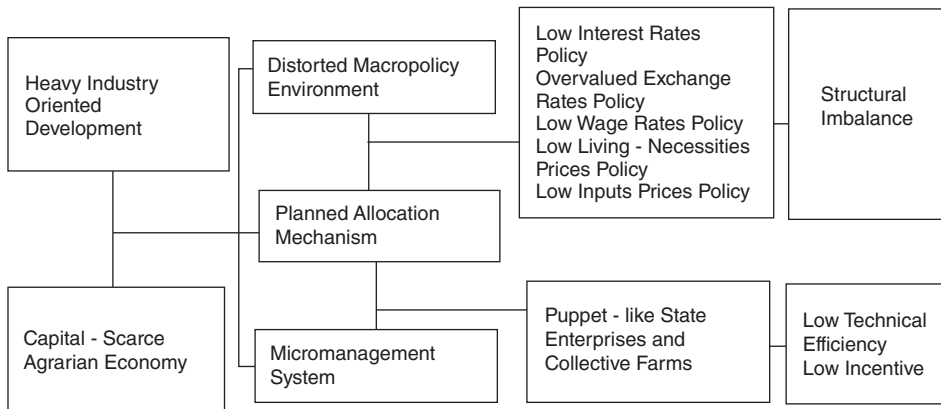 Heavy Industry
Oriented
Development
Capital - Scarce
Agrarian Economy
Distorted Macropolicy
Environment
Planned Allocation
Mechanism
Micromanagement
System
Low Interest Rates
Policy
Overvalued Exchange
Rates Policy
Low Wage Rates Policy
Low Living - Necessities
Prices Policy
Low Inputs Prices Policy
Puppet - like State
Enterprises and
Collective Farms
Structural
Imbalance
Low Technical
Efficiency
Low Incentive